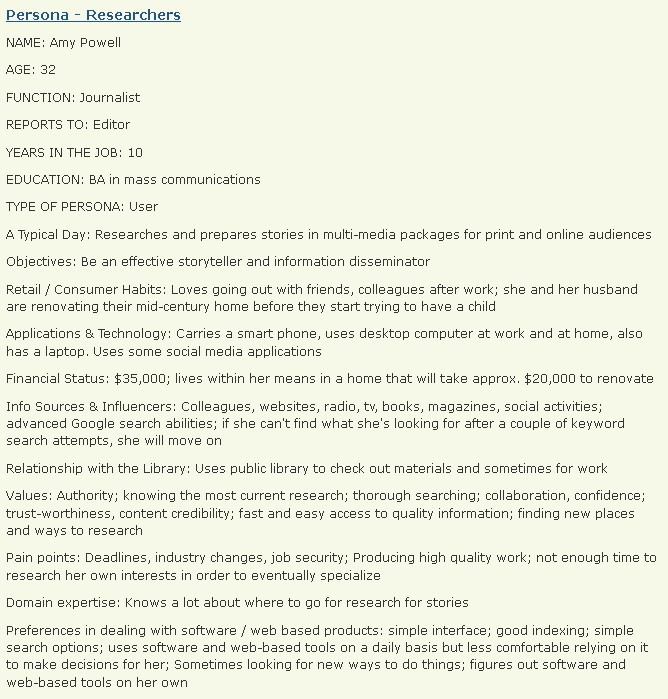 Persona - Researchers
NAME: Amy Powell
AGE: 32
FUNCTION: Journalist
REPORTS TO: Editor
YEARS IN THE JOB: 10
EDUCATION: BA in mass communications
TYPE OF PERSONA: User
A Typical Day: Researches and prepares stories in multi-media packages for print and online audiences
Objectives: Be an effective storyteller and information disseminator
Retail / Consumer Habits: Loves going out with friends, colleagues after work; she and her husband
are renovating their mid-century home before they start trying to have a child
Applications & Technology: Carries a smart phone, uses desktop computer at work and at home, also
has a laptop. Uses some social media applications
Financial Status: $35,000; lives within her means in a home that will take approx. $20,000 to renovate
Info Sources & Influencers: Colleagues, websites, radio, tv, books, magazines, social activities;
advanced Google search abilities; if she can't find what she's looking for after a couple of keyword
search attempts, she will move on
Relationship with the Library: Uses public library to check out materials and sometimes for work
Values: Authority; knowing the most current research; thorough searching; collaboration, confidence;
trust-worthiness, content credibility; fast and easy access to quality information; finding new places
and ways to research
Pain points: Deadlines, industry changes, job security; Producing high quality work; not enough time to
research her own interests in order to eventually specialize
Domain expertise: Knows a lot about where to go for research for stories
Preferences in dealing with software / web based products: simple interface; good indexing; simple
search options; uses software and web-based tools on a daily basis but less comfortable relying on it
to make decisions for her; Sometimes looking for new ways to do things; figures out software and
web-based tools on her own